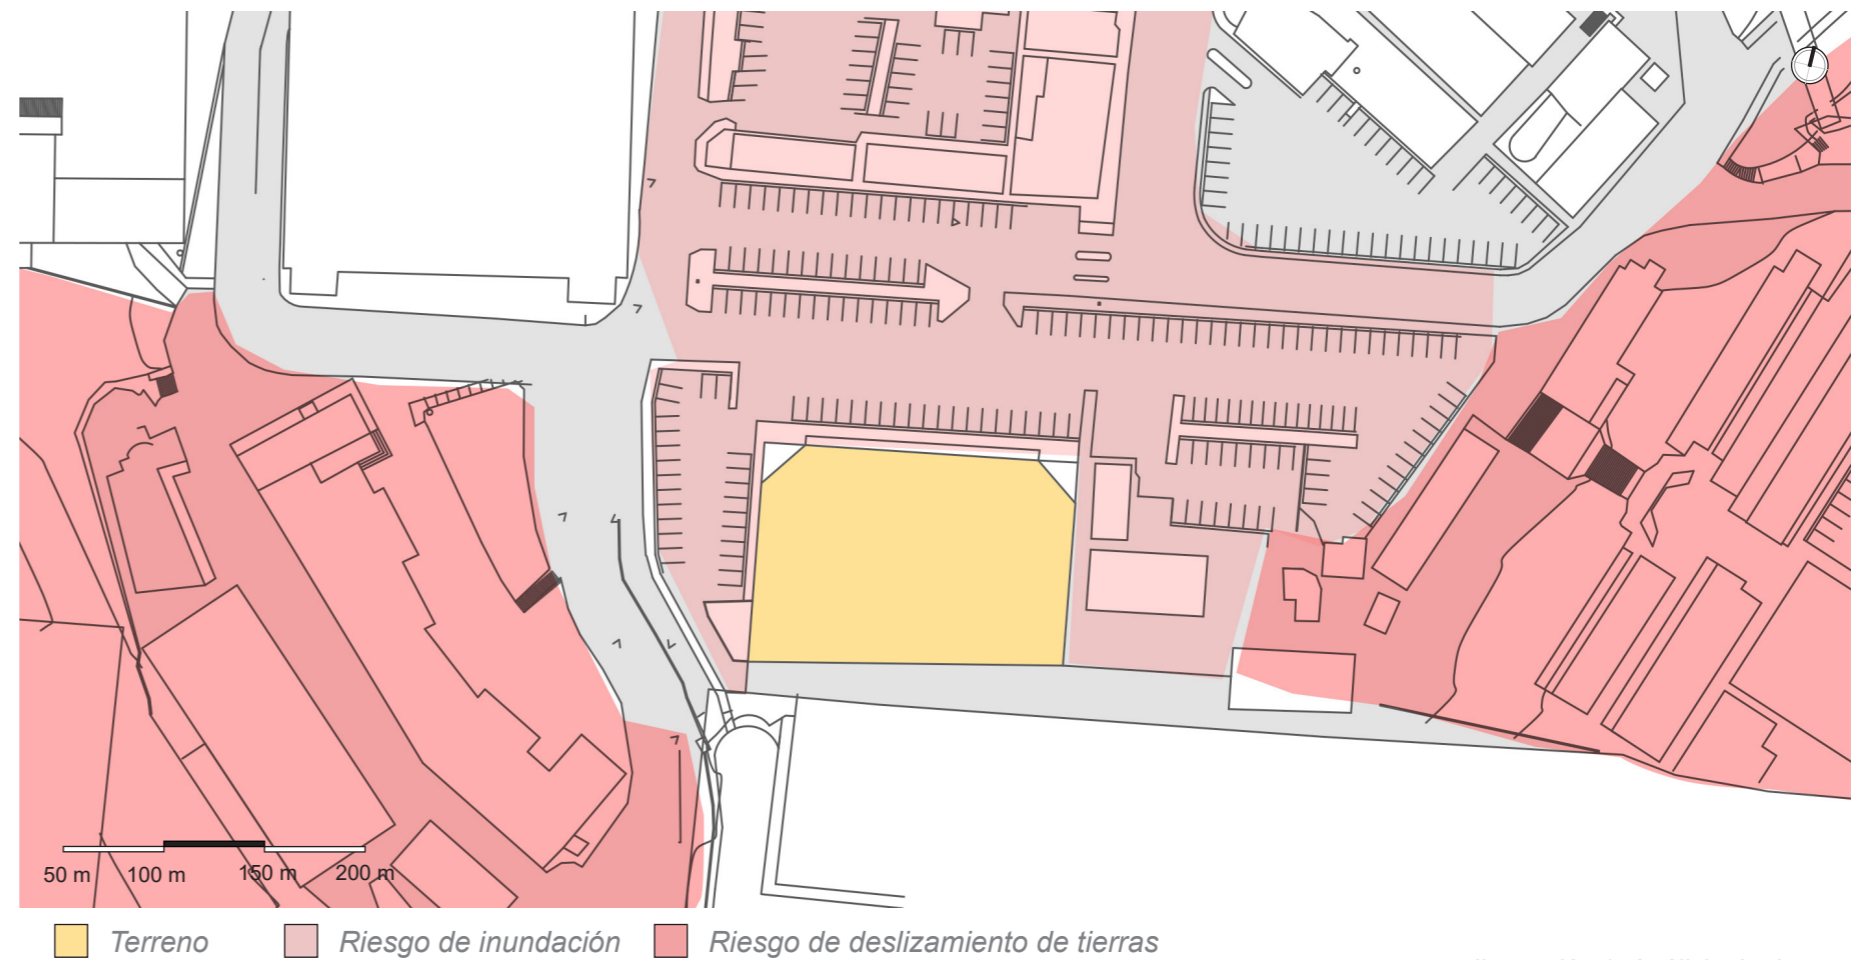 50 m 100 m 150 m 200 m
Terreno Riesgo de inundación Riesgo de deslizamiento de tierras